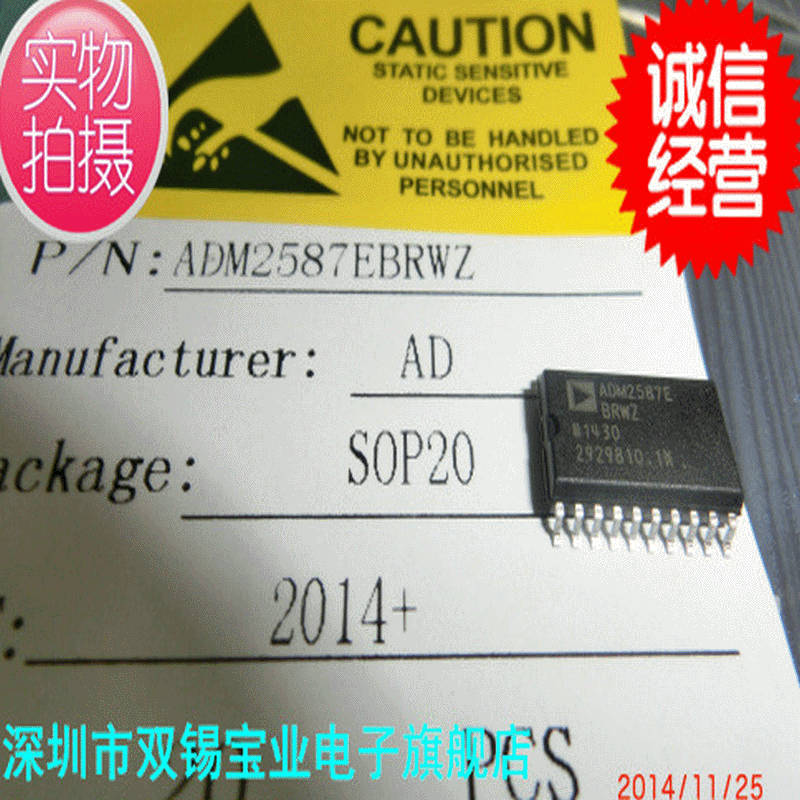 实物
拍摄
CAUTION
STATIC SENSITIVE
DEVICES
NOT TO BE HANDLED
BY UNAUTHORISED
PERSONNEL
诚信
经营
P/N: ADM2587EBRWZ
Manufacturer: AD
ackage: SOP20
2014+
PCS
ADM2587E
BRWZ
#1430
2929810.1
深圳市双锡宝业电子旗舰店
2014/11/25